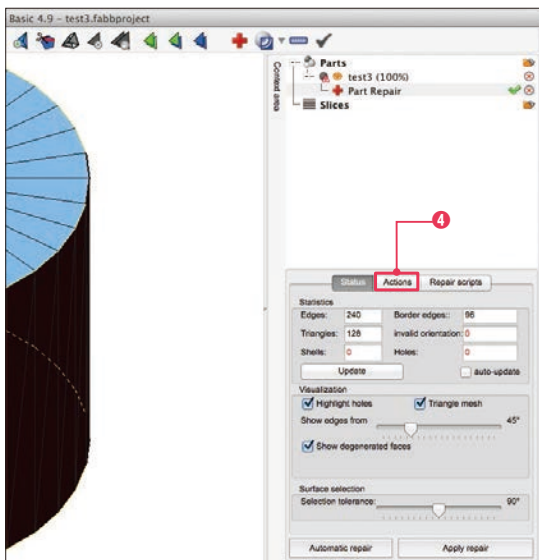 Basic 4.9 – test3.fabbproject
Context area
Parts
test3 (100%)
Part Repair
Slices
4
Status Actions Repair scripts
Statistics
Edges: 240 Border edges:: 96
Triangles: 128 invalid orientation: 0
Shells: 0 Holes: 0
Update auto-update
Visualization
Highlight holes Triangle mesh
Show edges from 45°
Show degenerated faces
Surface selection
Selection tolerance: 90°
Automatic repair Apply repair